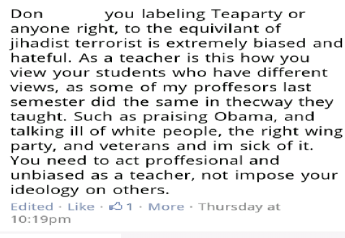 Don you labeling Teaparty or
anyone right, to the equivilant of
jihadist terrorist is extremely biased and
hateful. As a teacher is this how you
view your students who have different
views, as some of my proffesors last
semester did the same in thecway they
taught. Such as praising Obama, and
talking ill of white people, the right wing
party, and veterans and im sick of it.
You need to act proffesional and
unbiased as a teacher, not impose your
ideology on others.
Edited · Like · 1 · More · Thursday at
10:19pm